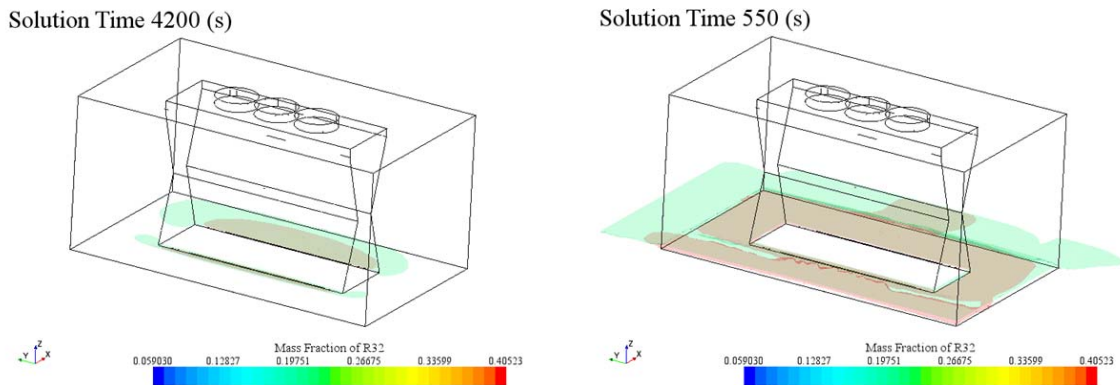 Solution Time 4200 (s)
Z
Y
X
Mass Fraction of R32
0.059030 0.12827 0.19751 0.26675 0.33599 0.40523
Solution Time 550 (s)
Z
Y
X
Mass Fraction of R32
0.059030 0.12827 0.19751 0.26675 0.33599 0.40523